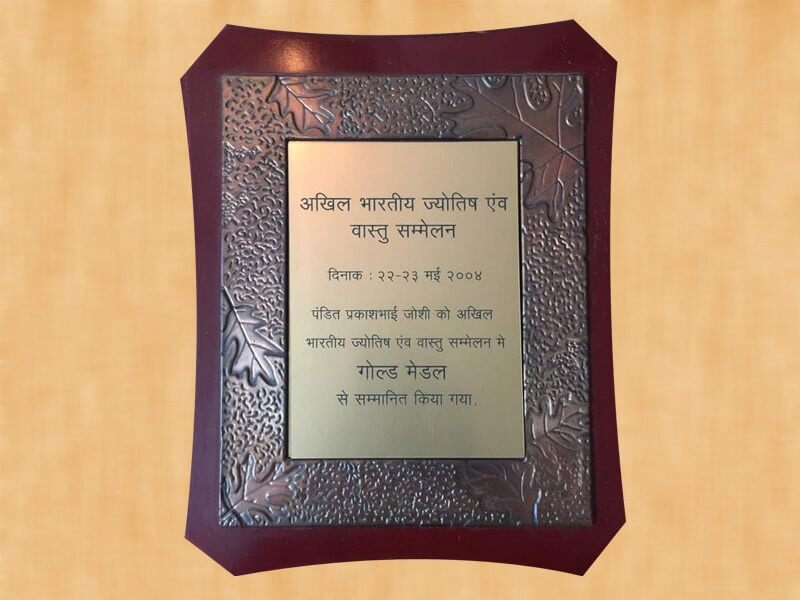 अखिल भारतीय ज्योतिष एंव
वास्तु सम्मेलन
दिनाक : २२-२३ मई २००४
पंडित प्रकाशभाई जोशी को अखिल
भारतीय ज्योतिष एंव वास्तु सम्मेलन मे
गोल्ड मेडल
से सम्मानित किया गया.